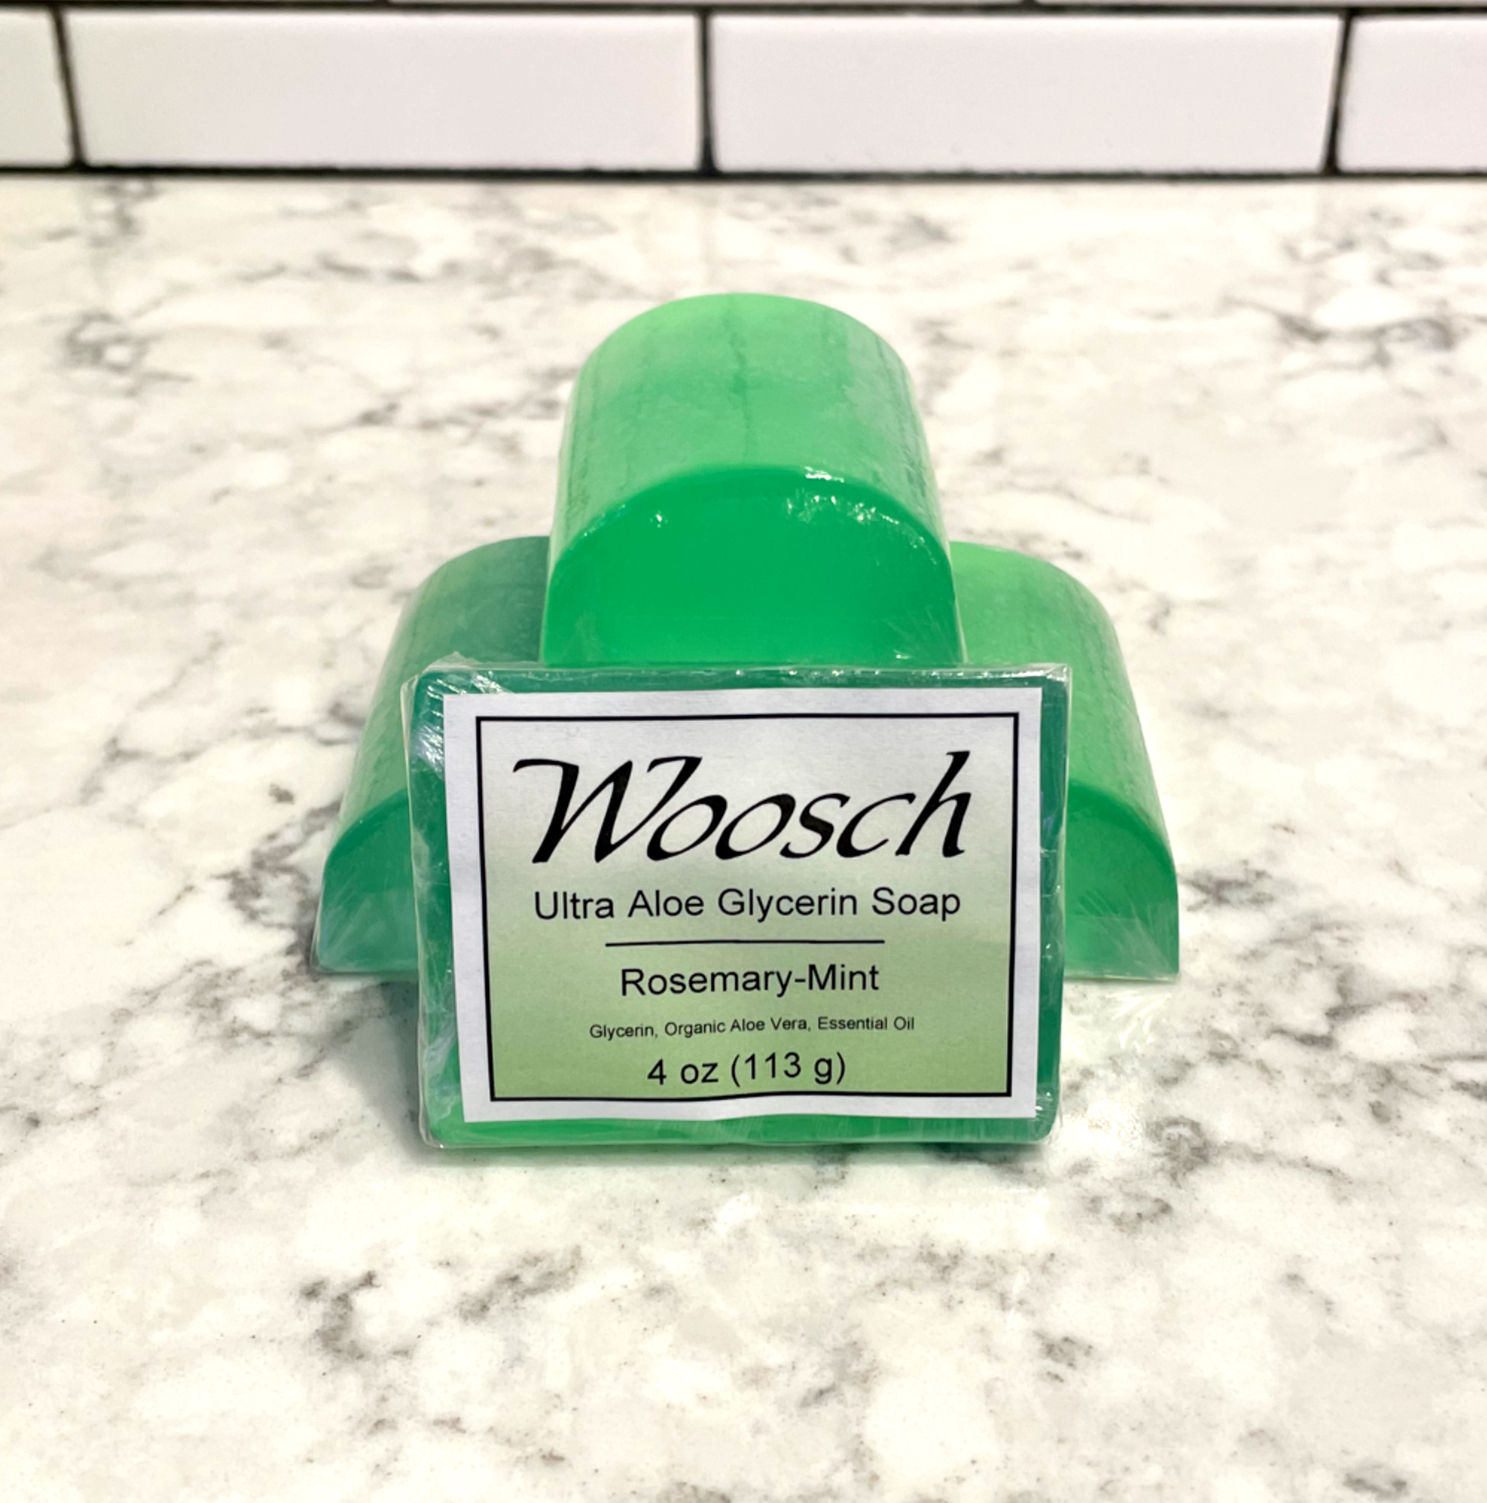 Woosch
Ultra Aloe Glycerin Soap
Rosemary-Mint
Glycerin, Organic Aloe Vera, Essential Oil
4 oz (113 g)